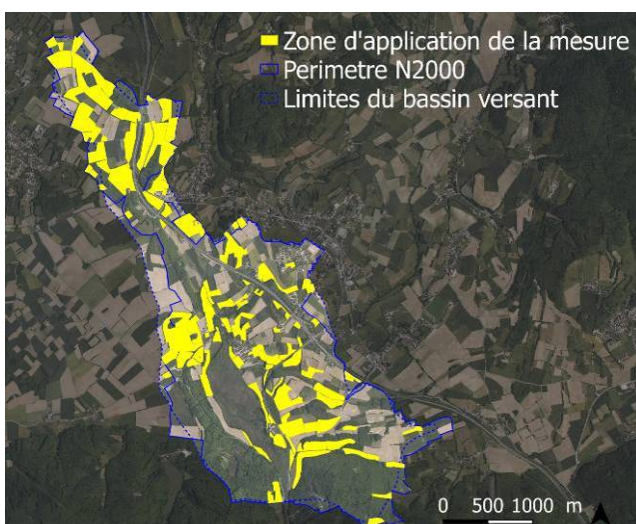 Zone d'application de la mesure
Perimetre N2000
Limites du bassin versant
0 500 1000 m